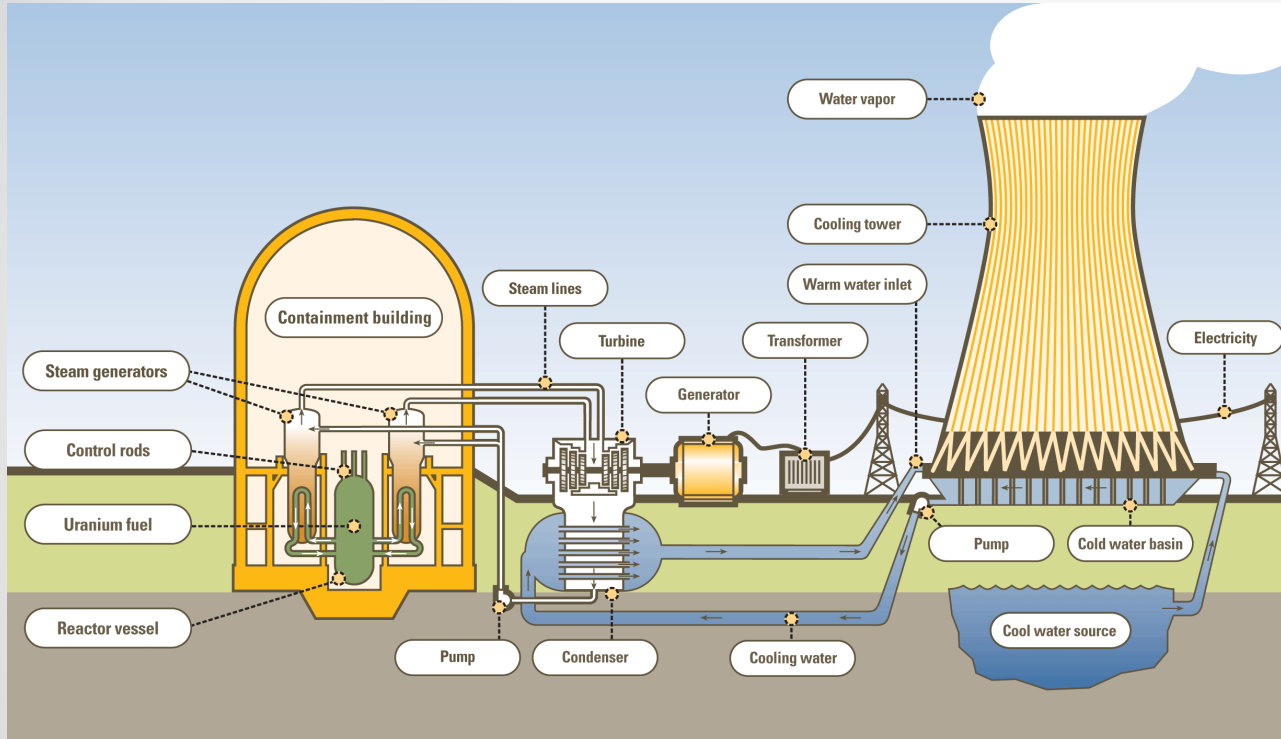 Water vapor
Cooling tower
Steam lines
Warm water inlet
Containment building
Turbine
Transformer
Electricity
Steam generators
Generator
Control rods
Uranium fuel
Pump
Cold water basin
Reactor vessel
Cool water source
Pump
Condenser
Cooling water